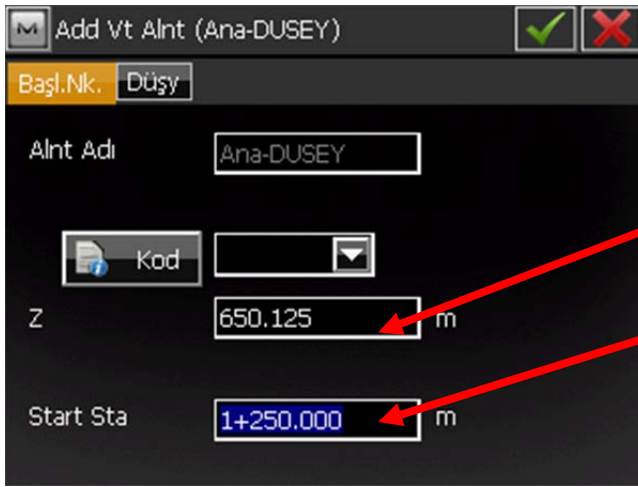 Add Vt Alnt (Ana-DUSEY)
Başl.Nk. Düşy
Alnt Adı Ana-DUSEY
Kod
Z 650.125 m
Start Sta 1+250.000 m